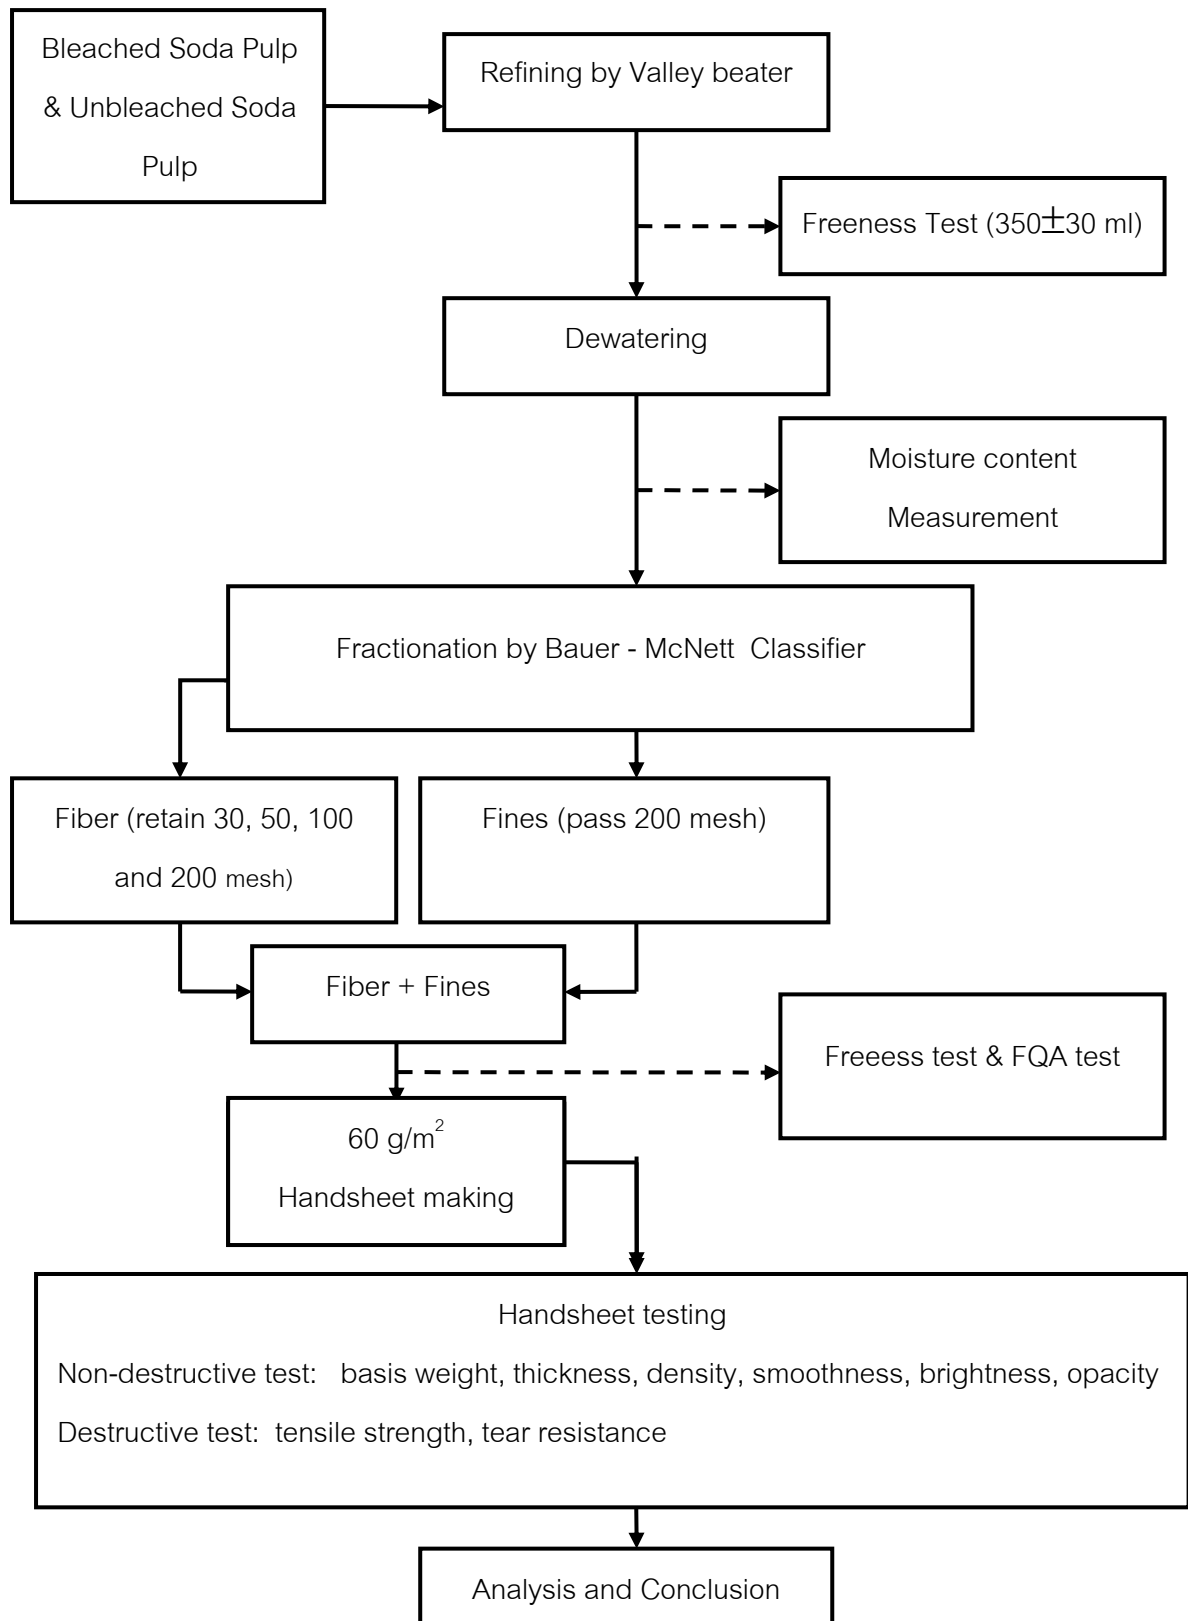 Bleached Soda Pulp
& Unbleached Soda
Pulp
Refining by Valley beater
Freeness Test (350±30 ml)
Dewatering
Moisture content
Measurement
Fractionation by Bauer - McNett Classifier
Fiber (retain 30, 50, 100
and 200 mesh)
Fines (pass 200 mesh)
Fiber + Fines
Freeess test & FQA test
60 g/m²
Handsheet making
Handsheet testing
Non-destructive test: basis weight, thickness, density, smoothness, brightness, opacity
Destructive test: tensile strength, tear resistance
Analysis and Conclusion